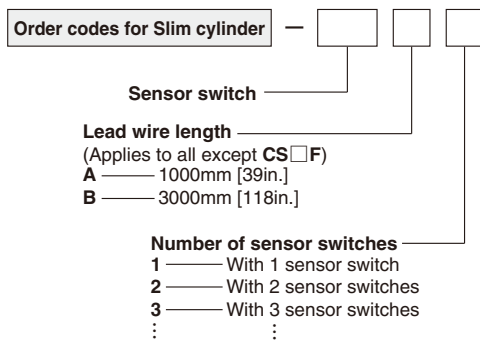 Order codes for Slim cylinder —
Sensor switch
Lead wire length
(Applies to all except CS□F)
A — 1000mm [39in.]
B — 3000mm [118in.]
Number of sensor switches
1 — With 1 sensor switch
2 — With 2 sensor switches
3 — With 3 sensor switches
⋮ ⋮